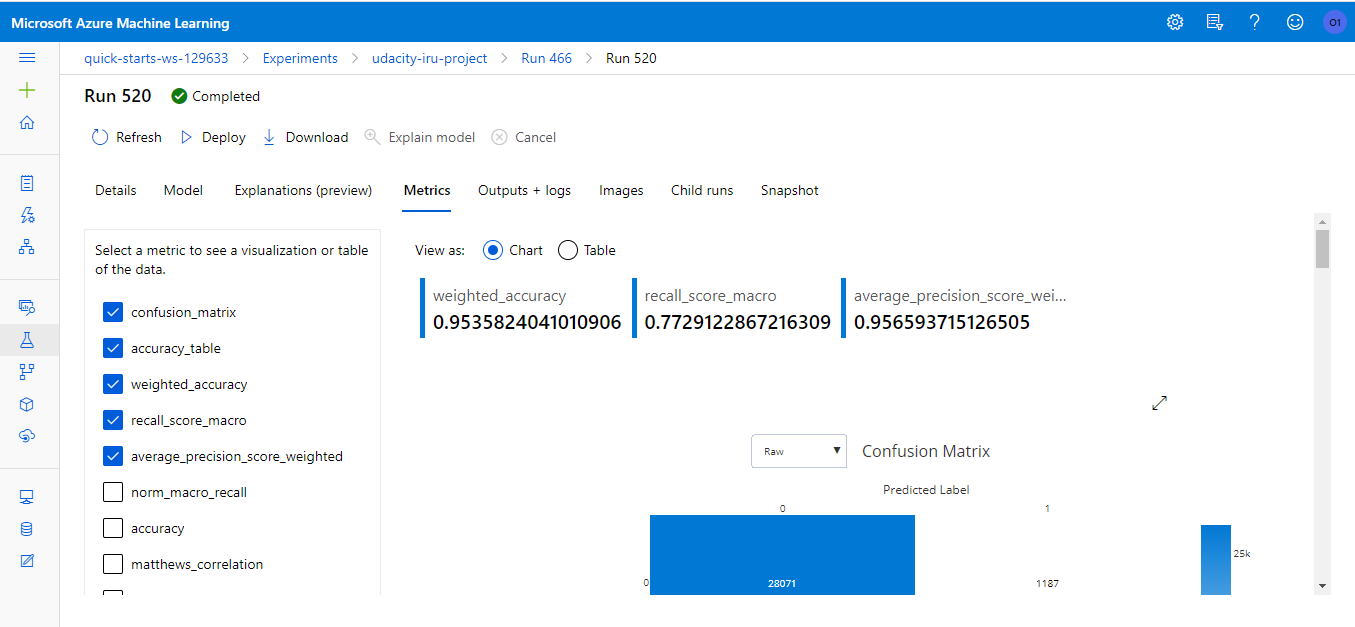 Microsoft Azure Machine Learning
O1
quick-starts-ws-129633 > Experiments > udacity-iru-project > Run 466 > Run 520
Run 520 Completed
Refresh Deploy Download Explain model Cancel
Details Model Explanations (preview) Metrics Outputs + logs Images Child runs Snapshot
Select a metric to see a visualization or table
of the data.
confusion_matrix
accuracy_table
weighted_accuracy
recall_score_macro
average_precision_score_weighted
norm_macro_recall
accuracy
matthews_correlation
View as: Chart Table
weighted_accuracy
0.9535824041010906
recall_score_macro
0.7729122867216309
average_precision_score_wei...
0.956593715126505
Raw
Confusion Matrix
Predicted Label
0 1
0 28071 1187
25k